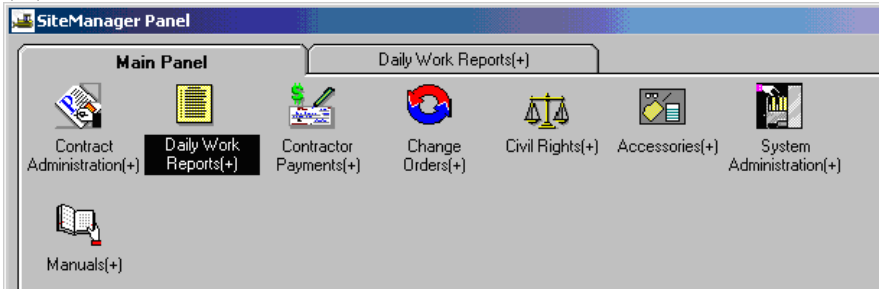 SiteManager Panel
Main Panel
Daily Work Reports(+)
Contract
Administration(+)
Daily Work
Reports(+)
Contractor
Payments(+)
Change
Orders(+)
Civil Rights(+)
Accessories(+)
System
Administration(+)
Manuals(+)